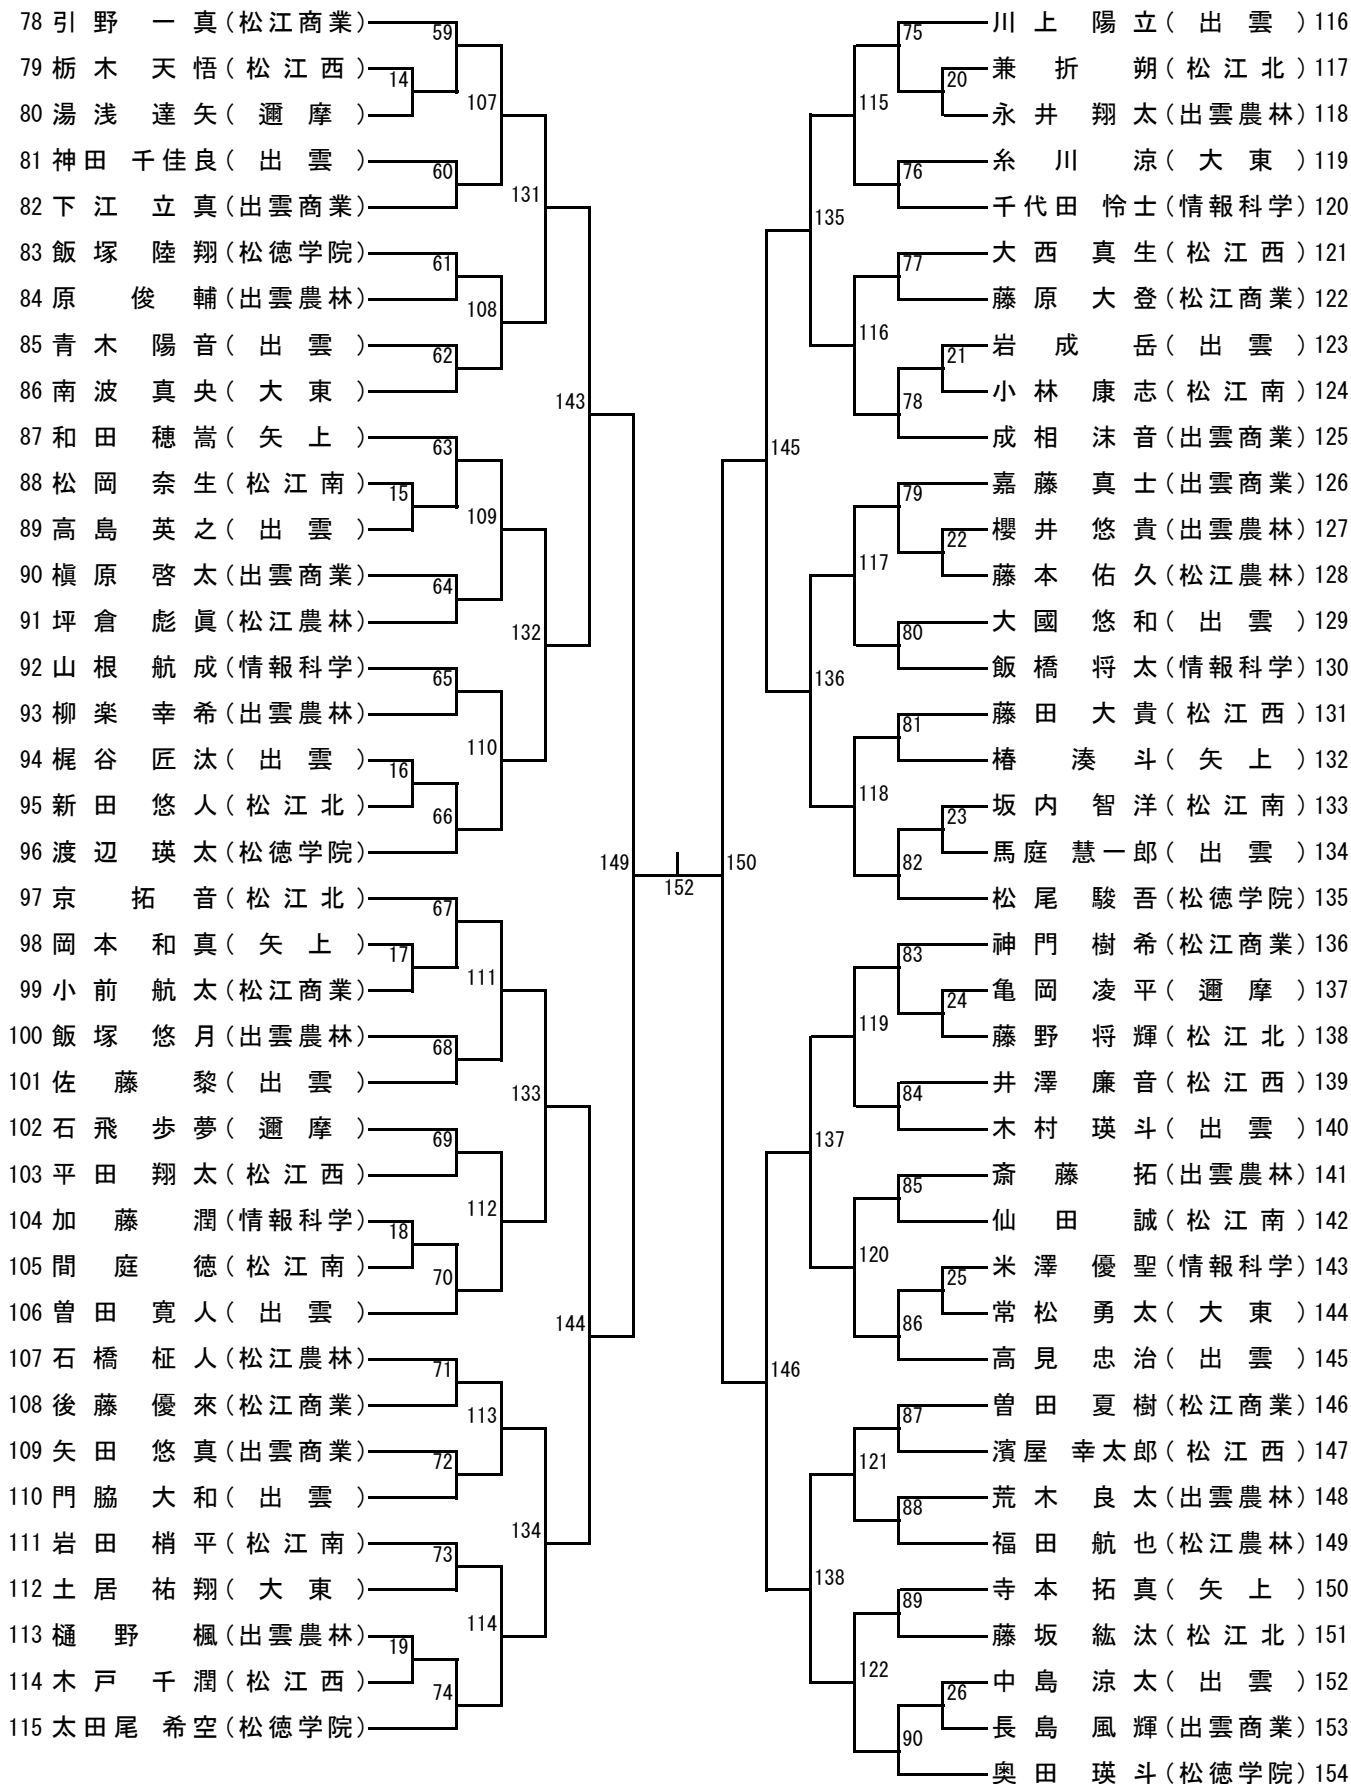 78 引野 一真 (松江商業)
79 栃木 天悟 (松江西)
80 湯浅 達矢 (邇摩)
81 神田 千佳良 (出雲)
82 下江 立真 (出雲商業)
83 飯塚 陸翔 (松徳学院)
84 原 俊輔 (出雲農林)
85 青木 陽音 (出雲)
86 南波 真央 (大東)
87 和田 穂嵩 (矢上)
88 松岡 奈生 (松江南)
89 高島 英之 (出雲)
90 槇原 啓太 (出雲商業)
91 坪倉 彪眞 (松江農林)
92 山根 航成 (情報科学)
93 柳楽 幸希 (出雲農林)
94 梶谷 匠汰 (出雲)
95 新田 悠人 (松江北)
96 渡辺 瑛太 (松徳学院)
97 京 拓音 (松江北)
98 岡本 和真 (矢上)
99 小前 航太 (松江商業)
100 飯塚 悠月 (出雲農林)
101 佐藤 黎 (出雲)
102 石飛 歩夢 (邇摩)
103 平田 翔太 (松江西)
104 加藤 潤 (情報科学)
105 間庭 徳 (松江南)
106 曽田 寛人 (出雲)
107 石橋 柾人 (松江農林)
108 後藤 優來 (松江商業)
109 矢田 悠真 (出雲商業)
110 門脇 大和 (出雲)
111 岩田 梢平 (松江南)
112 土居 祐翔 (大東)
113 樋野 楓 (出雲農林)
114 木戸 千潤 (松江西)
115 太田尾 希空 (松徳学院)
59
14
107
60
131
61
108
62
143
63
15
109
64
132
65
110
16
66
149
67
17
111
68
133
69
112
18
70
144
71
113
72
134
73
114
19
74
152
150
75
20
115
76
135
77
116
21
78
145
79
22
117
80
136
81
118
23
82
83
24
119
84
137
85
120
25
86
146
87
121
88
138
89
122
26
90
川上 陽立 (出雲) 116
兼折 朔 (松江北) 117
永井 翔太 (出雲農林) 118
糸川 涼 (大東) 119
千代田 怜士 (情報科学) 120
大西 真生 (松江西) 121
藤原 大登 (松江商業) 122
岩成 岳 (出雲) 123
小林 康志 (松江南) 124
成相 沫音 (出雲商業) 125
嘉藤 真士 (出雲商業) 126
櫻井 悠貴 (出雲農林) 127
藤本 佑久 (松江農林) 128
大國 悠和 (出雲) 129
飯橋 将太 (情報科学) 130
藤田 大貴 (松江西) 131
椿 湊斗 (矢上) 132
坂内 智洋 (松江南) 133
馬庭 慧一郎 (出雲) 134
松尾 駿吾 (松徳学院) 135
神門 樹希 (松江商業) 136
亀岡 凌平 (邇摩) 137
藤野 将輝 (松江北) 138
井澤 廉音 (松江西) 139
木村 瑛斗 (出雲) 140
斎藤 拓 (出雲農林) 141
仙田 誠 (松江南) 142
米澤 優聖 (情報科学) 143
常松 勇太 (大東) 144
高見 忠治 (出雲) 145
曽田 夏樹 (松江商業) 146
濱屋 幸太郎 (松江西) 147
荒木 良太 (出雲農林) 148
福田 航也 (松江農林) 149
寺本 拓真 (矢上) 150
藤坂 紘汰 (松江北) 151
中島 涼太 (出雲) 152
長島 風輝 (出雲商業) 153
奥田 瑛斗 (松徳学院) 154